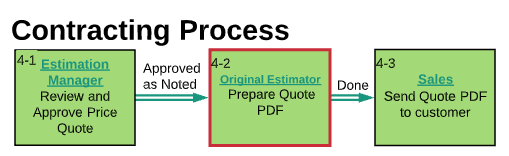 Contracting Process
4-1 Estimation
Manager
Review and
Approve Price
Quote
Approved
as Noted
4-2
Original Estimator
Prepare Quote
PDF
Done
4-3
Sales
Send Quote PDF
to customer